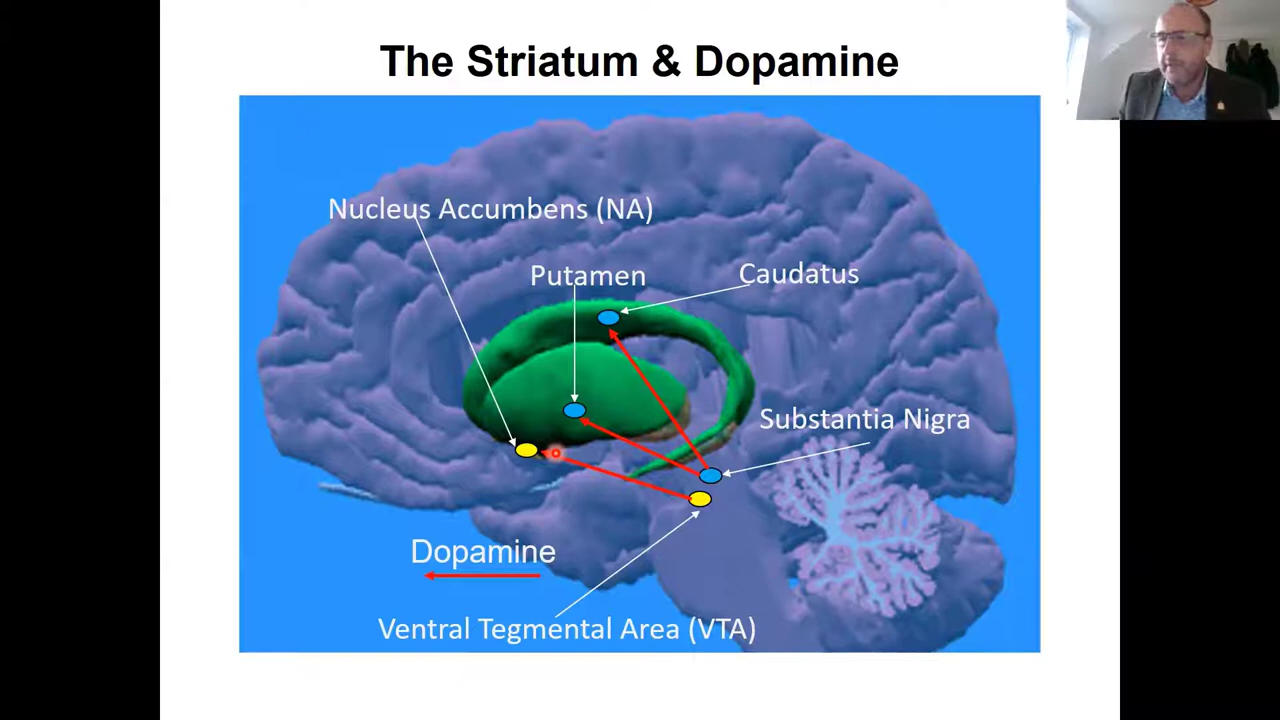 The Striatum & Dopamine
Nucleus Accumbens (NA)
Putamen
Caudatus
Substantia Nigra
Dopamine
Ventral Tegmental Area (VTA)